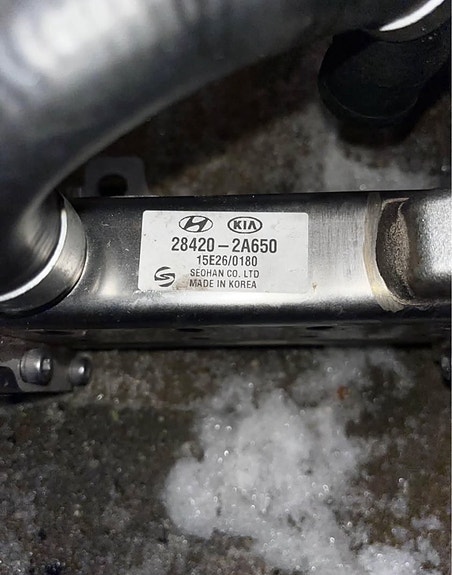 KIA
28420-2A650
15E26/0180
SEOHAN CO. LTD
MADE IN KOREA